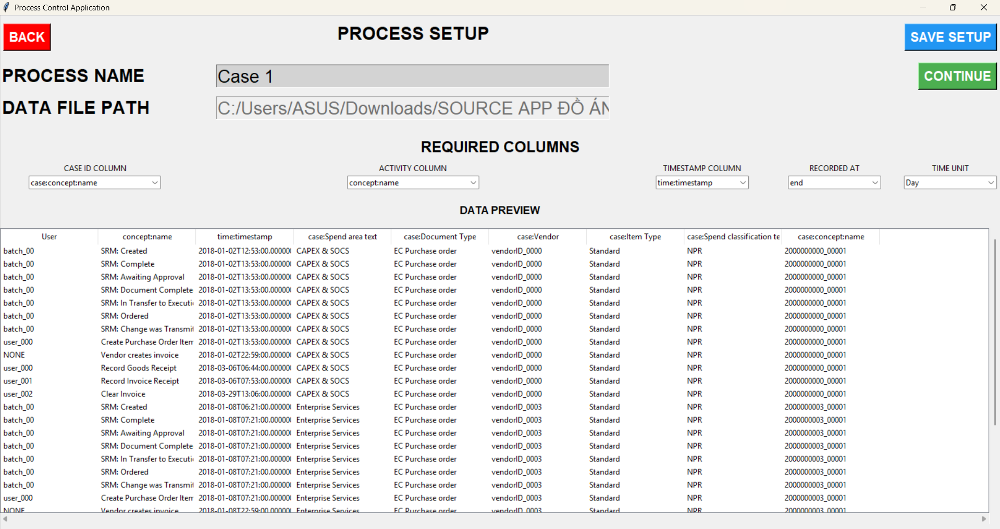 Process Control Application
BACK
PROCESS SETUP
SAVE SETUP
PROCESS NAME
Case 1
CONTINUE
DATA FILE PATH
C:/Users/ASUS/Downloads/SOURCE APP ĐỒ ÁN
REQUIRED COLUMNS
CASE ID COLUMN ACTIVITY COLUMN TIMESTAMP COLUMN RECORDED AT TIME UNIT
case:concept:name concept:name time:timestamp end Day
DATA PREVIEW
User concept:name time:timestamp case:Spend area text case:Document Type case:Vendor case:Item Type case:Spend classification te case:concept:name
batch_00 SRM: Created 2018-01-02T12:53:00.000000 CAPEX & SOCS EC Purchase order vendorID_0000 Standard NPR 2000000000_00001
batch_00 SRM: Complete 2018-01-02T13:53:00.000000 CAPEX & SOCS EC Purchase order vendorID_0000 Standard NPR 2000000000_00001
batch_00 SRM: Awaiting Approval 2018-01-02T13:53:00.000000 CAPEX & SOCS EC Purchase order vendorID_0000 Standard NPR 2000000000_00001
batch_00 SRM: Document Complete 2018-01-02T13:53:00.000000 CAPEX & SOCS EC Purchase order vendorID_0000 Standard NPR 2000000000_00001
batch_00 SRM: In Transfer to Executi 2018-01-02T13:53:00.000000 CAPEX & SOCS EC Purchase order vendorID_0000 Standard NPR 2000000000_00001
batch_00 SRM: Ordered 2018-01-02T13:53:00.000000 CAPEX & SOCS EC Purchase order vendorID_0000 Standard NPR 2000000000_00001
batch_00 SRM: Change was Transmit 2018-01-02T13:53:00.000000 CAPEX & SOCS EC Purchase order vendorID_0000 Standard NPR 2000000000_00001
user_000 Create Purchase Order Item 2018-01-02T13:53:00.000000 CAPEX & SOCS EC Purchase order vendorID_0000 Standard NPR 2000000000_00001
NONE Vendor creates invoice 2018-01-02T22:59:00.000000 CAPEX & SOCS EC Purchase order vendorID_0000 Standard NPR 2000000000_00001
user_000 Record Goods Receipt 2018-03-06T06:44:00.000000 CAPEX & SOCS EC Purchase order vendorID_0000 Standard NPR 2000000000_00001
user_001 Record Invoice Receipt 2018-03-06T07:53:00.000000 CAPEX & SOCS EC Purchase order vendorID_0000 Standard NPR 2000000000_00001
user_002 Clear Invoice 2018-03-29T13:06:00.000000 CAPEX & SOCS EC Purchase order vendorID_0000 Standard NPR 2000000000_00001
batch_00 SRM: Created 2018-01-08T06:21:00.000000 Enterprise Services EC Purchase order vendorID_0003 Standard NPR 2000000003_00001
batch_00 SRM: Complete 2018-01-08T07:21:00.000000 Enterprise Services EC Purchase order vendorID_0003 Standard NPR 2000000003_00001
batch_00 SRM: Awaiting Approval 2018-01-08T07:21:00.000000 Enterprise Services EC Purchase order vendorID_0003 Standard NPR 2000000003_00001
batch_00 SRM: Document Complete 2018-01-08T07:21:00.000000 Enterprise Services EC Purchase order vendorID_0003 Standard NPR 2000000003_00001
batch_00 SRM: In Transfer to Executi 2018-01-08T07:21:00.000000 Enterprise Services EC Purchase order vendorID_0003 Standard NPR 2000000003_00001
batch_00 SRM: Ordered 2018-01-08T07:21:00.000000 Enterprise Services EC Purchase order vendorID_0003 Standard NPR 2000000003_00001
batch_00 SRM: Change was Transmit 2018-01-08T07:21:00.000000 Enterprise Services EC Purchase order vendorID_0003 Standard NPR 2000000003_00001
user_000 Create Purchase Order Item 2018-01-08T07:21:00.000000 Enterprise Services EC Purchase order vendorID_0003 Standard NPR 2000000003_00001
NONE Vendor creates invoice 2018-01-08T22:59:00.000000 Enterprise Services EC Purchase order vendorID_0003 Standard NPR 2000000003_00001